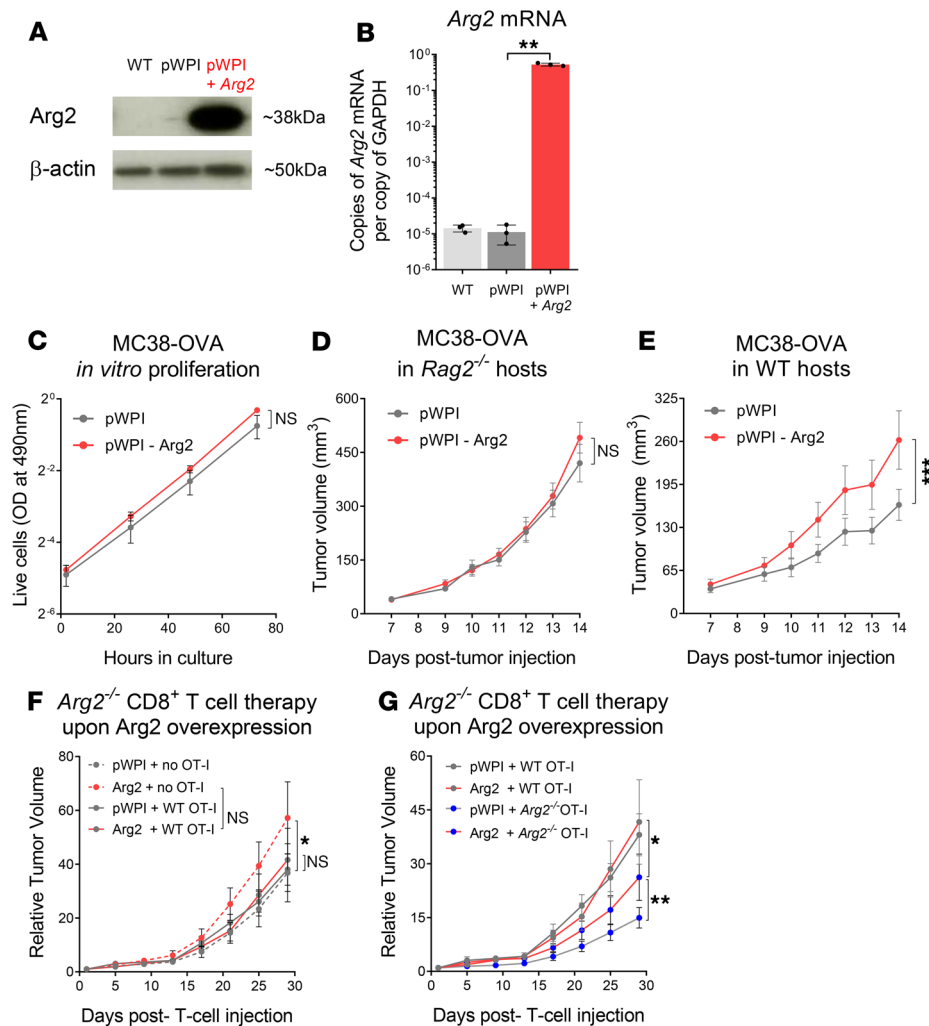 A
WT pWPI pWPI
+ Arg2
Arg2 ~38kDa
β-actin ~50kDa
B
Arg2 mRNA
**
Copies of Arg2 mRNA
per copy of GAPDH
10⁰
10⁻¹
10⁻²
10⁻³
10⁻⁴
10⁻⁵
10⁻⁶
WT pWPI pWPI
+ Arg2
C
MC38-OVA
in vitro proliferation
pWPI
pWPI - Arg2
NS
Live cells (OD at 490nm)
2⁰
2⁻²
2⁻⁴
2⁻⁶
0 20 40 60 80
Hours in culture
D
MC38-OVA
in Rag2⁻/⁻ hosts
pWPI
pWPI - Arg2
NS
Tumor volume (mm³)
600
450
300
150
0
7 8 9 10 11 12 13 14
Days post-tumor injection
E
MC38-OVA
in WT hosts
pWPI
pWPI - Arg2
***
Tumor volume (mm³)
325
260
195
130
65
0
7 8 9 10 11 12 13 14
Days post-tumor injection
F
Arg2⁻/⁻ CD8⁺ T cell therapy
upon Arg2 overexpression
pWPI + no OT-I
Arg2 + no OT-I
pWPI + WT OT-I
Arg2 + WT OT-I
NS
*
NS
Relative Tumor Volume
80
60
40
20
0
0 5 10 15 20 25 30
Days post- T-cell injection
G
Arg2⁻/⁻ CD8⁺ T cell therapy
upon Arg2 overexpression
pWPI + WT OT-I
Arg2 + WT OT-I
pWPI + Arg2⁻/⁻OT-I
Arg2 + Arg2⁻/⁻ OT-I
*
**
Relative Tumor Volume
60
45
30
15
0
0 5 10 15 20 25 30
Days post- T-cell injection